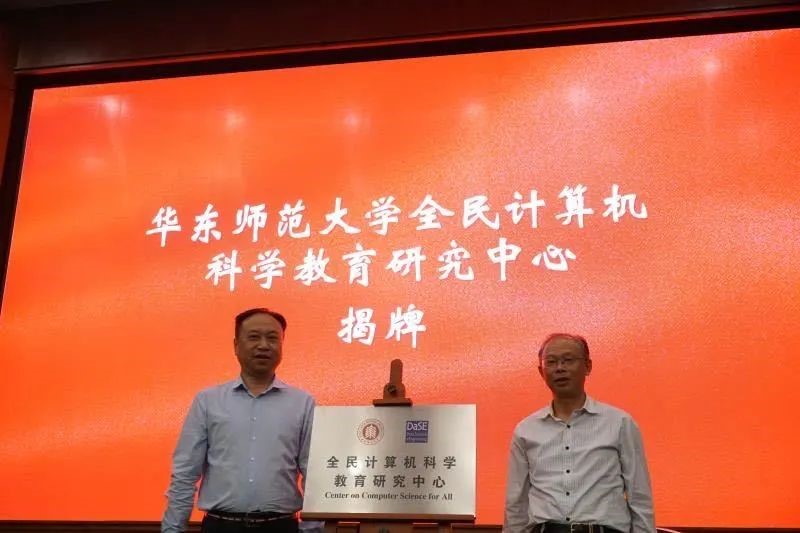 华东师范大学全民计算机
科学教育研究中心
揭牌
DaSE
全民计算机科学
教育研究中心
Center on Computer Science for All